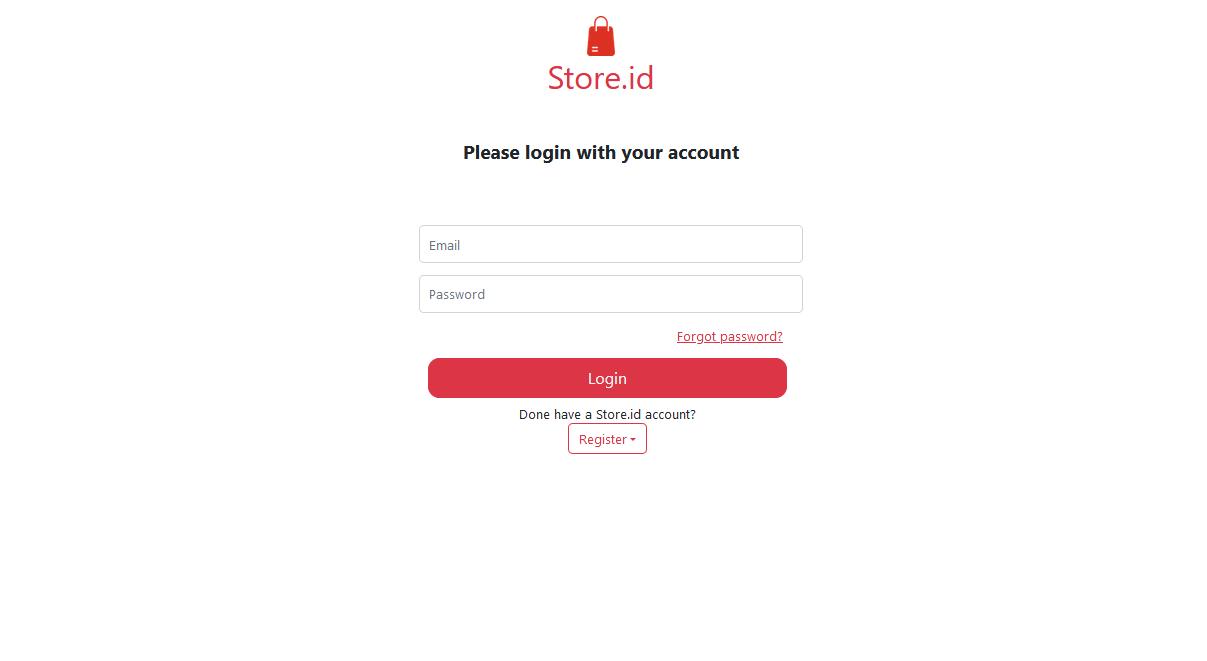 Store.id
Please login with your account
Email
Password
Forgot password?
Login
Done have a Store.id account?
Register